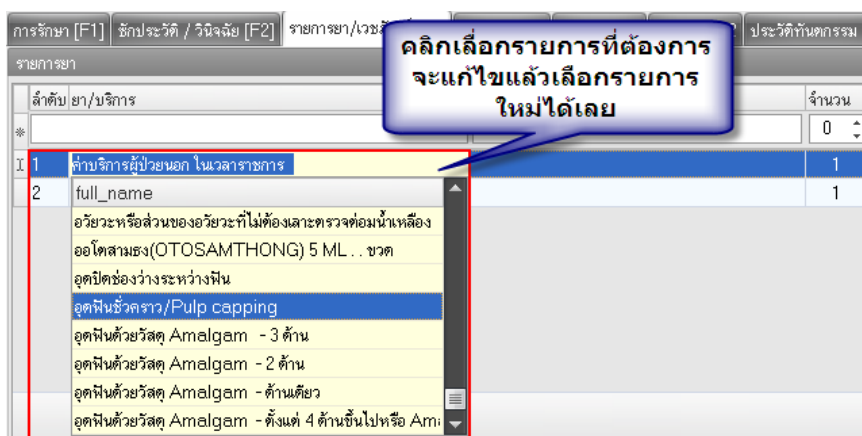 การรักษา [F1] ซักประวัติ / วินิจฉัย [F2] รายการยา/เวช ประวัติทันตกรรม
คลิกเลื่อกรายการที่ต้องการ
จะแก้ไขแล้วเลือกรายการ
ใหม่ได้เลย
รายการยา
ลำดับ ยา/บริการ จำนวน
0
1 ค่าบริการผู้ป่วยนอก ในเวลาราชการ 1
2 full_name 1
อวัยวะหรือส่วนของอวัยวะที่ไม่ต้องเลาะตรวจต่อมน้ำเหลือง
ออโตสามธง(OTOSAMTHONG) 5 ML . . ขวด
อุดปิดช่องว่างระหว่างฟัน
อุดฟันชั่วคราว/Pulp capping
อุดฟันด้วยวัสดุ Amalgam - 3 ด้าน
อุดฟันด้วยวัสดุ Amalgam - 2 ด้าน
อุดฟันด้วยวัสดุ Amalgam - ด้านเดียว
อุดฟันด้วยวัสดุ Amalgam - ตั้งแต่ 4 ด้านขึ้นไปหรือ